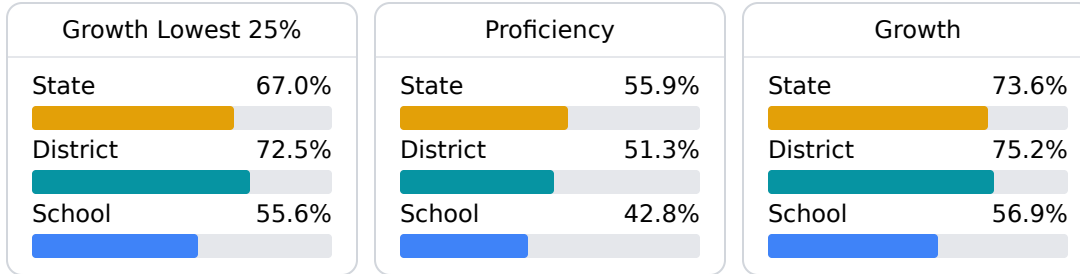 Growth Lowest 25%
State 67.0%
District 72.5%
School 55.6%
Proficiency
State 55.9%
District 51.3%
School 42.8%
Growth
State 73.6%
District 75.2%
School 56.9%